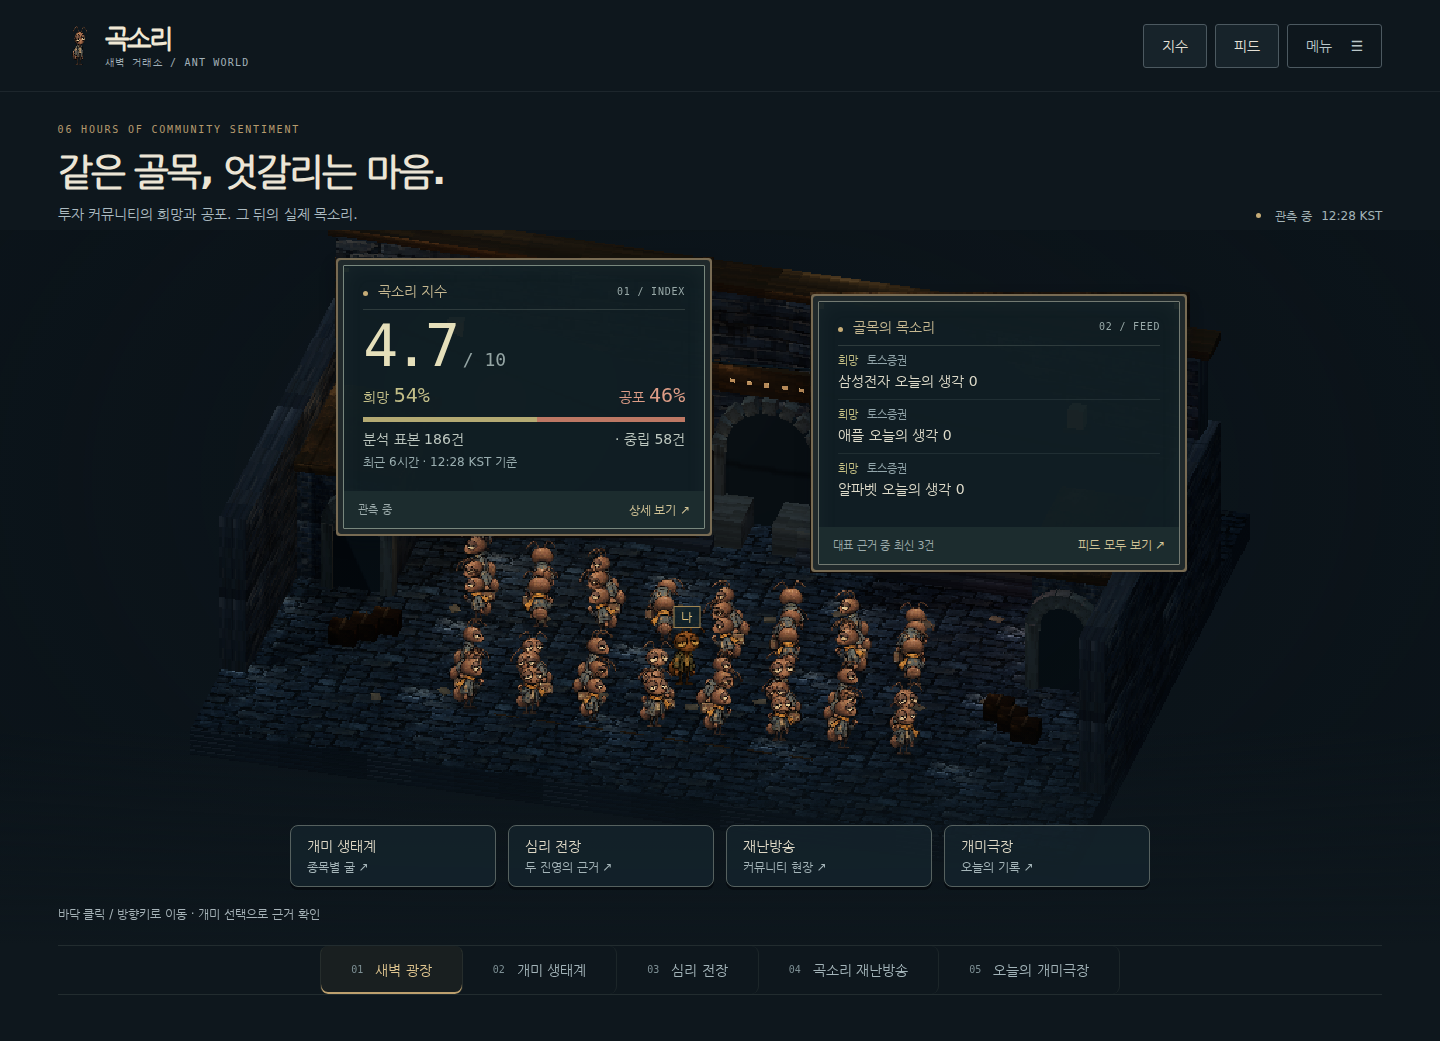 곡소리
새벽 거래소 / ANT WORLD
지수
피드
메뉴 ☰
06 HOURS OF COMMUNITY SENTIMENT
같은 골목, 엇갈리는 마음.
투자 커뮤니티의 희망과 공포. 그 뒤의 실제 목소리.
관측 중 12:28 KST
곡소리 지수
01 / INDEX
4.7 / 10
희망 54%
공포 46%
분석 표본 186건
· 중립 58건
최근 6시간 · 12:28 KST 기준
관측 중
상세 보기 ↗
골목의 목소리
02 / FEED
희망 토스증권
삼성전자 오늘의 생각 0
희망 토스증권
애플 오늘의 생각 0
희망 토스증권
알파벳 오늘의 생각 0
대표 근거 중 최신 3건
피드 모두 보기 ↗
나
개미 생태계
종목별 굴 ↗
심리 전장
두 진영의 근거 ↗
재난방송
커뮤니티 현장 ↗
개미극장
오늘의 기록 ↗
바닥 클릭 / 방향키로 이동 · 개미 선택으로 근거 확인
01 새벽 광장
02 개미 생태계
03 심리 전장
04 곡소리 재난방송
05 오늘의 개미극장